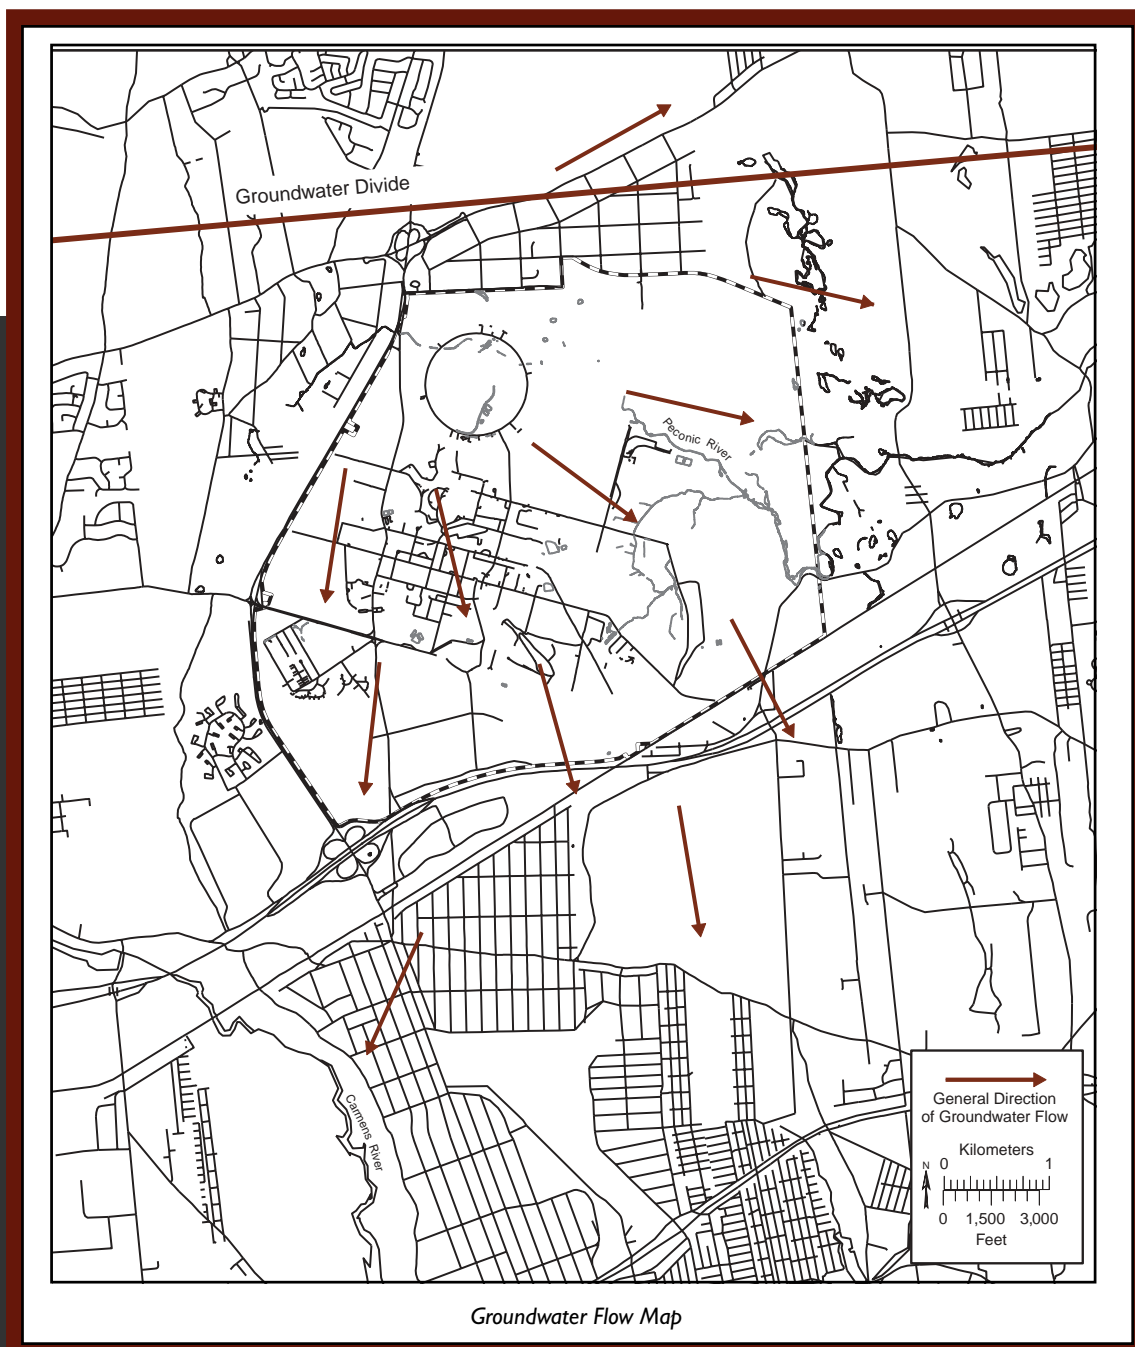 Groundwater Divide
Peconic River
Carmens River
General Direction
of Groundwater Flow
Kilometers
N
0 1
0 1,500 3,000
Feet
Groundwater Flow Map